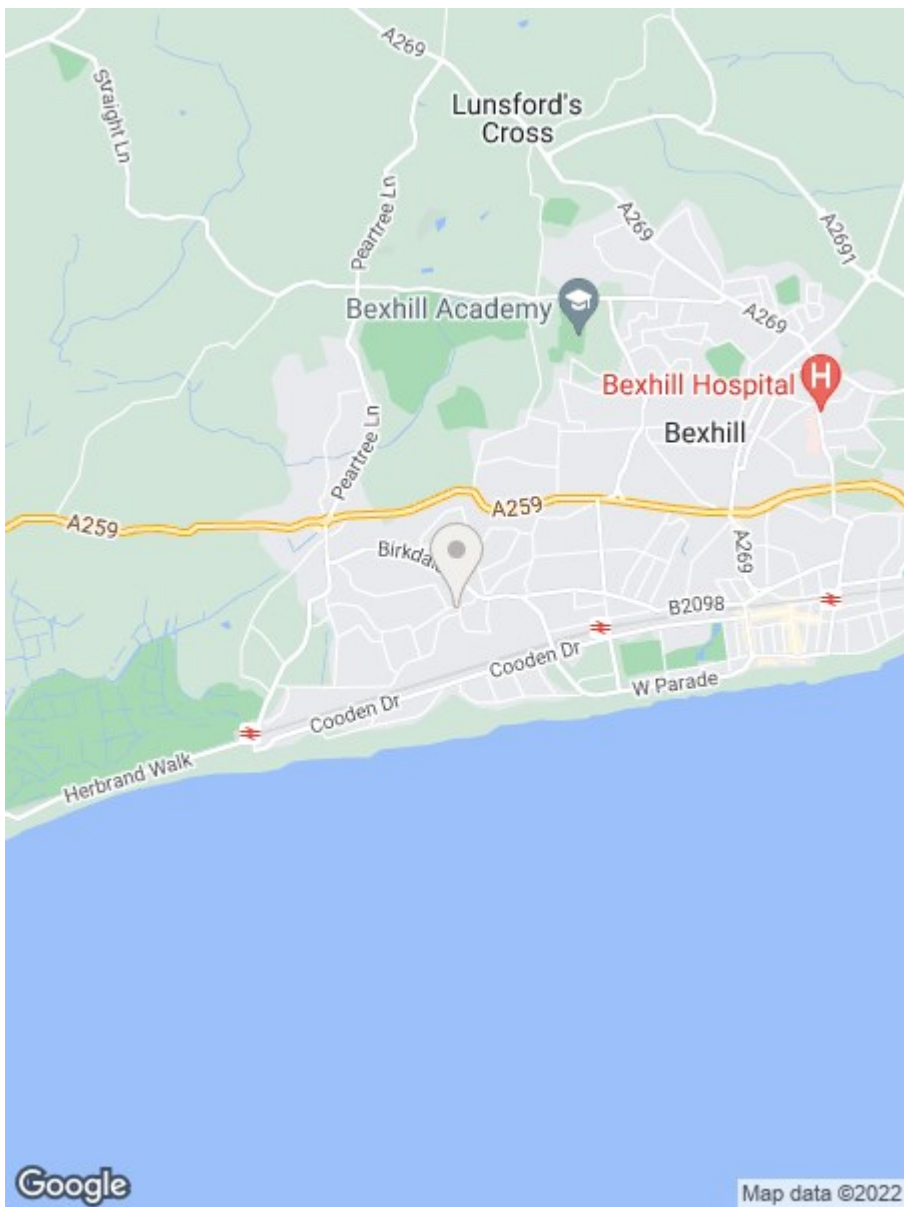 A269
Lunsford's
Cross
Straight Ln
Peartree Ln
A269
A2691
Bexhill Academy
A269
Bexhill Hospital
H
Bexhill
Peartree Ln
A259
A259
A269
B2098
Cooden Dr
W Parade
Cooden Dr
Herbrand Walk
Google
Map data ©2022